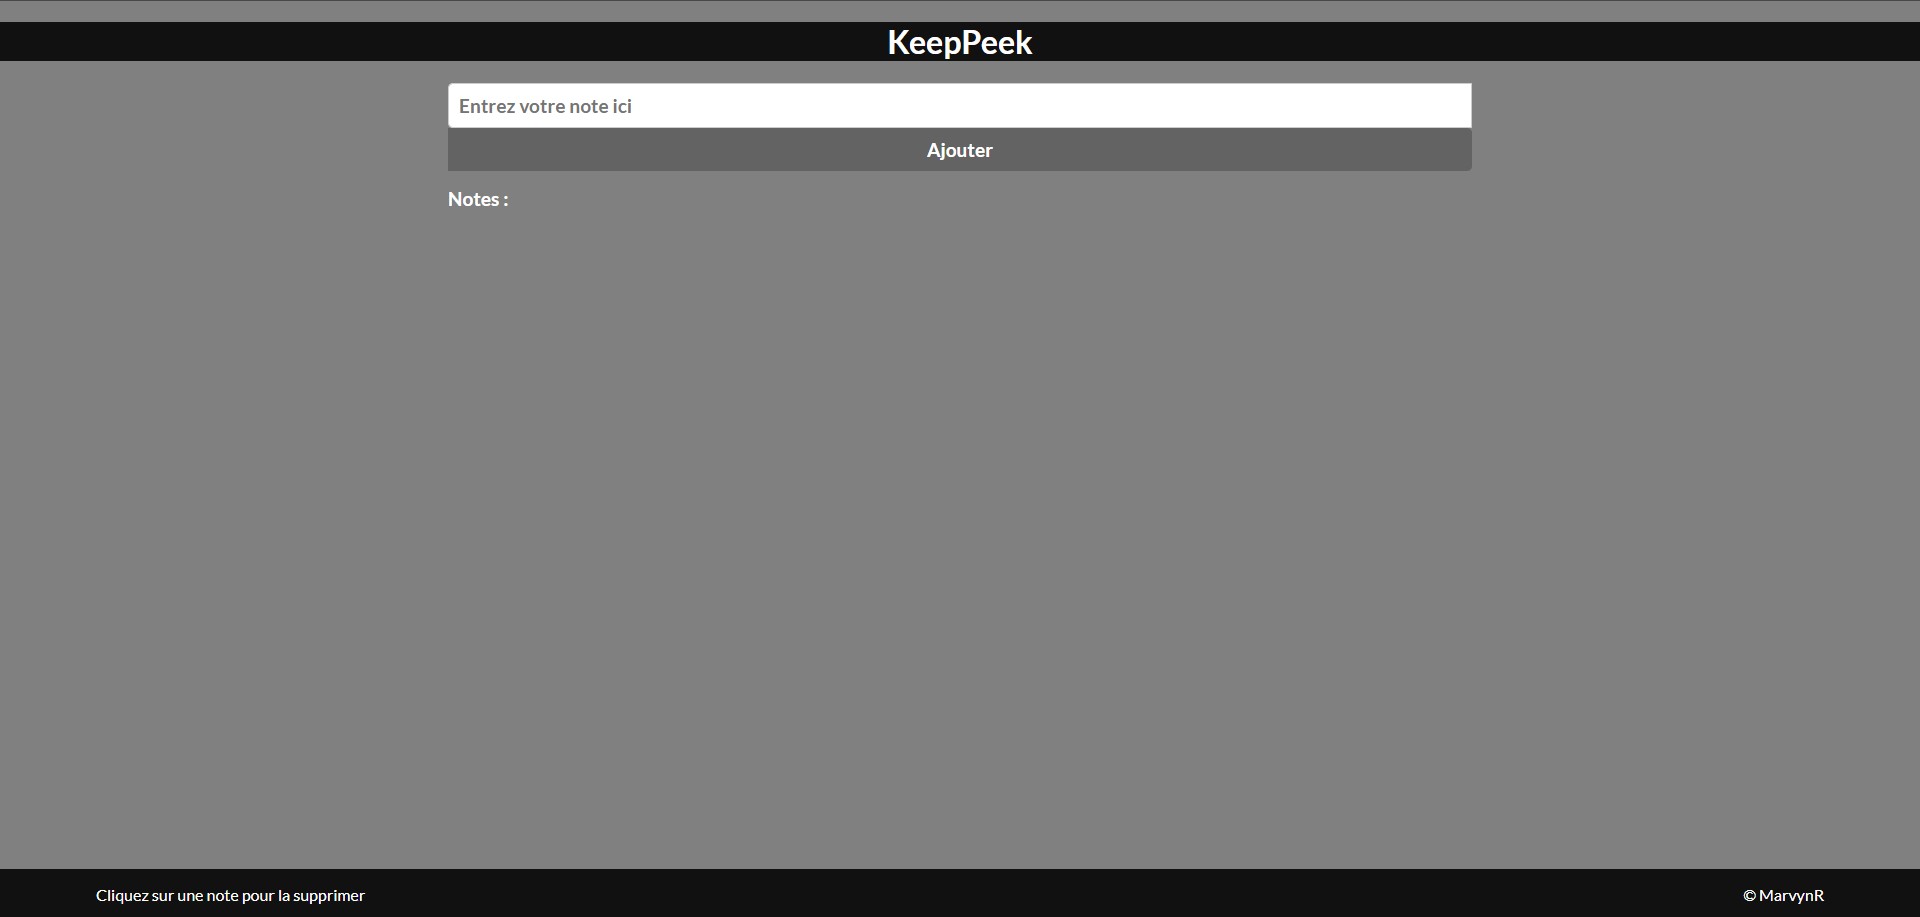 KeepPeek
Entrez votre note ici
Ajouter
Notes :
Cliquez sur une note pour la supprimer
© MarvynR